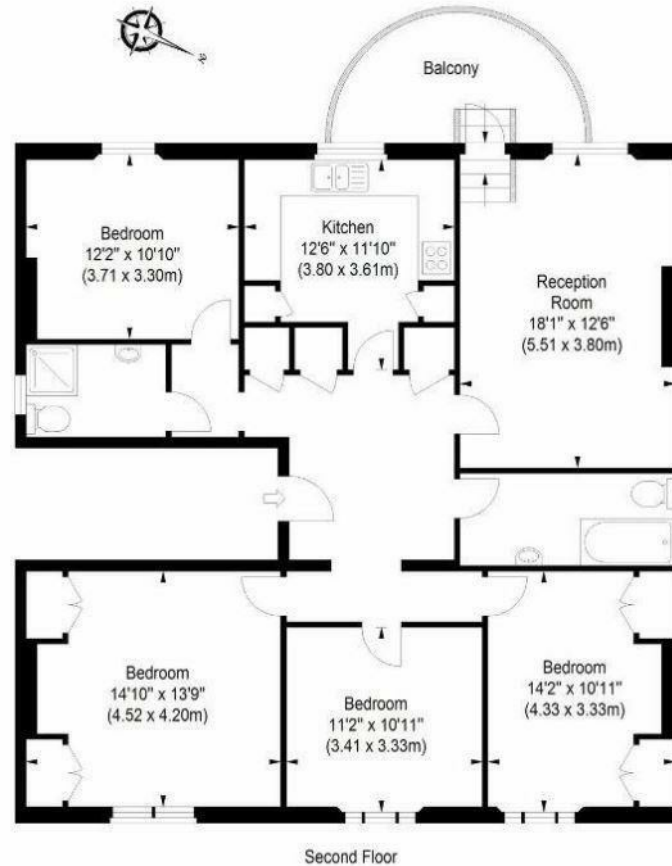 N
Balcony
Bedroom
12'2" x 10'10"
(3.71 x 3.30m)
Kitchen
12'6" x 11'10"
(3.80 x 3.61m)
Reception
Room
18'1" x 12'6"
(5.51 x 3.80m)
Bedroom
14'10" x 13'9"
(4.52 x 4.20m)
Bedroom
11'2" x 10'11"
(3.41 x 3.33m)
Bedroom
14'2" x 10'11"
(4.33 x 3.33m)
Second Floor